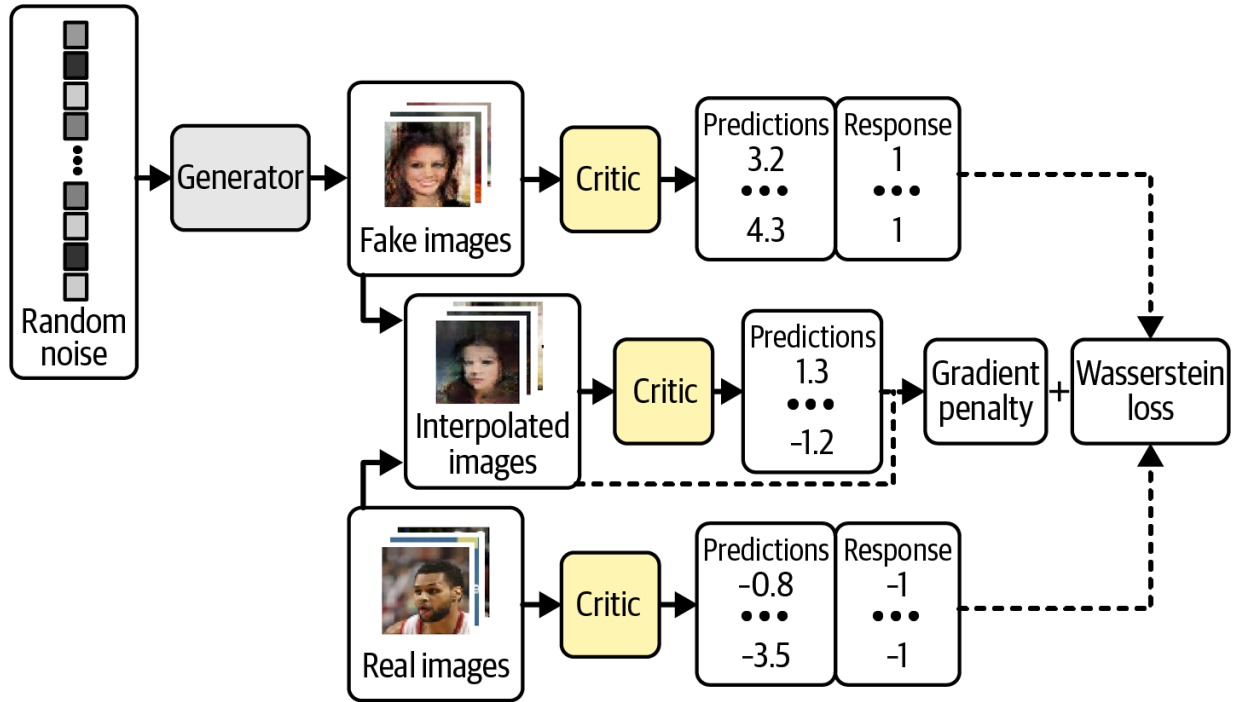 Random
noise
Generator
Fake images
Critic
Predictions
3.2
4.3
Response
1
1
Interpolated
images
Critic
Predictions
1.3
–1.2
Gradient
penalty
+
Wasserstein
loss
Real images
Critic
Predictions
–0.8
–3.5
Response
–1
–1